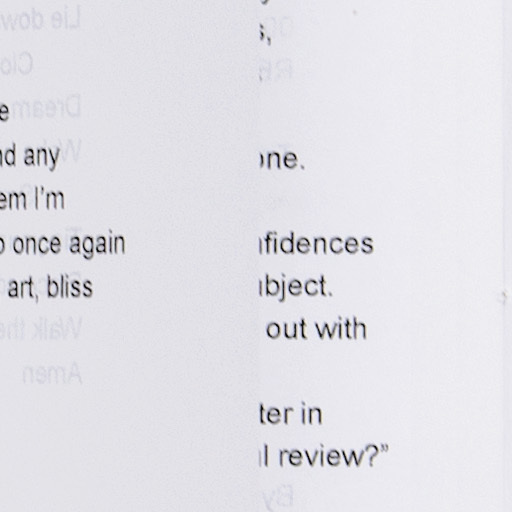 e
nd any
em I'm
o once again
art, bliss
s,
one.
nfidences
ubject.
out with
ter in
l review?"